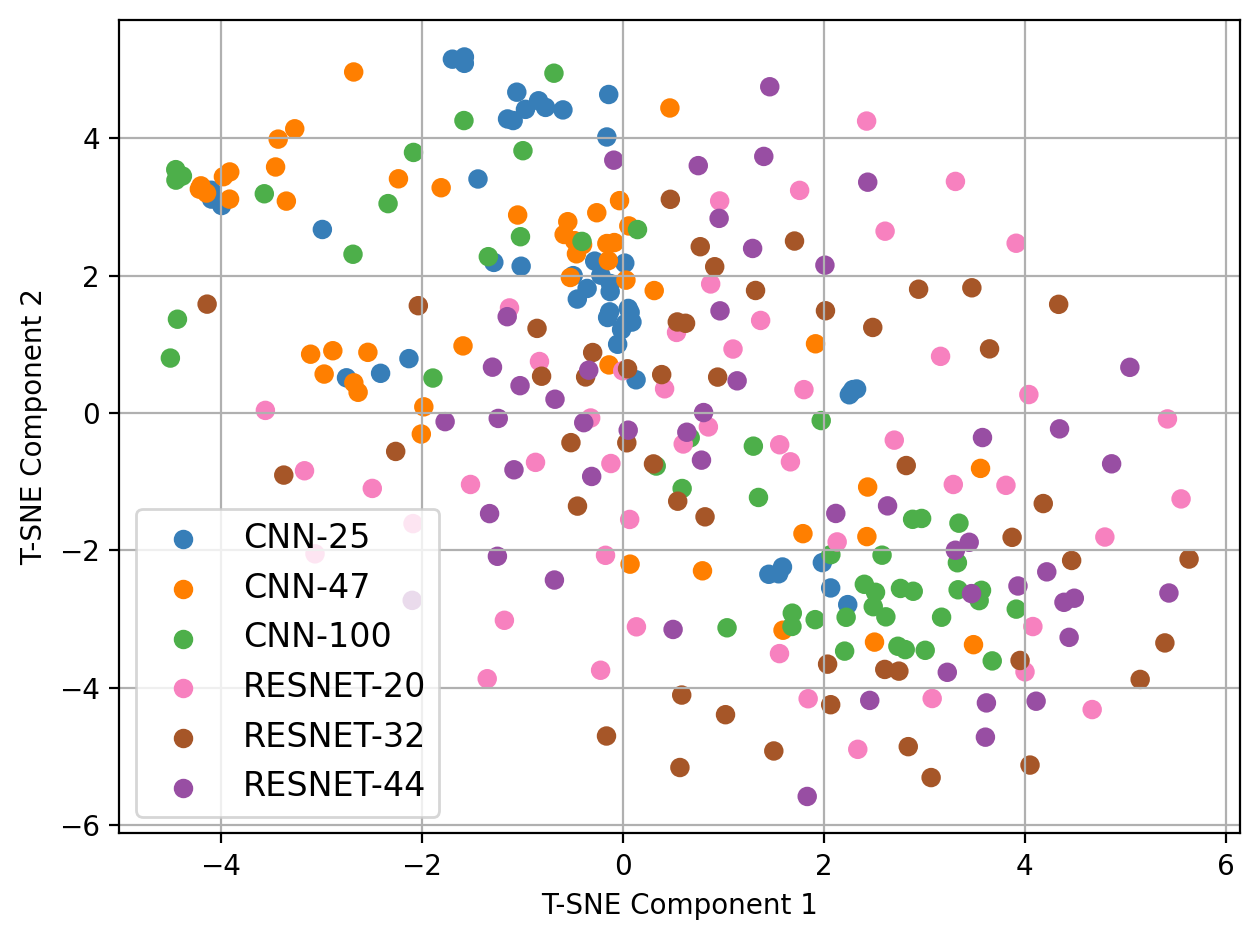 4
2
0
−2
−4
−6
T-SNE Component 2
CNN-25
CNN-47
CNN-100
RESNET-20
RESNET-32
RESNET-44
−4
−2
0
2
4
6
T-SNE Component 1